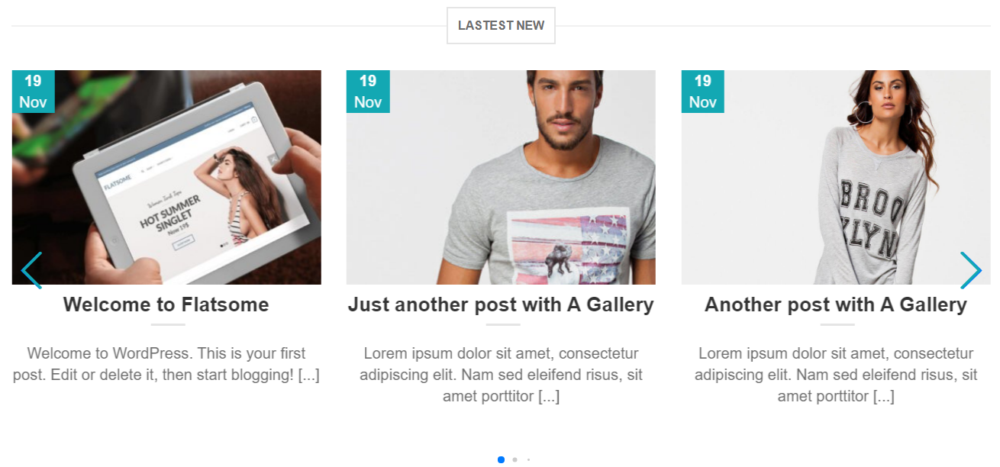 LASTEST NEW
19
Nov
FLATSOME
HOT SUMMER
SINGLET
Now 19$
19
Nov
19
Nov
BROO
KLYN
Welcome to Flatsome
Just another post with A Gallery
Another post with A Gallery
Welcome to WordPress. This is your first
post. Edit or delete it, then start blogging! [...]
Lorem ipsum dolor sit amet, consectetur
adipiscing elit. Nam sed eleifend risus, sit
amet porttitor [...]
Lorem ipsum dolor sit amet, consectetur
adipiscing elit. Nam sed eleifend risus, sit
amet porttitor [...]